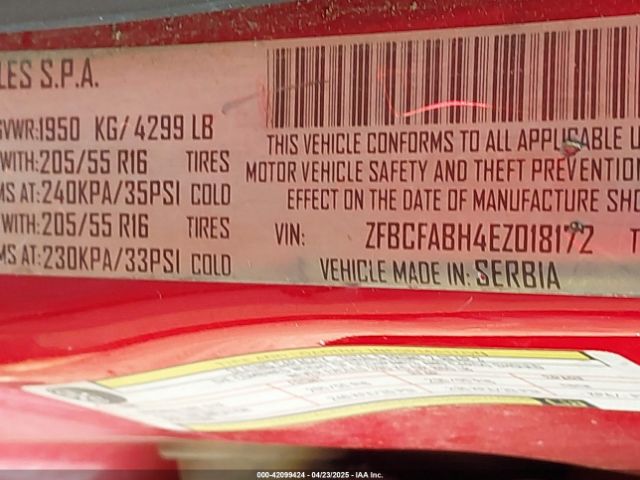 LES S.P.A.
GVWR: 1950 KG/ 4299 LB
WITH: 205/55 R16 TIRES
MS AT: 240KPA/35PSI COLD
WITH: 205/55 R16 TIRES
MS AT: 230KPA/33PSI COLD
THIS VEHICLE CONFORMS TO ALL APPLICABLE
MOTOR VEHICLE SAFETY AND THEFT PREVENTION
EFFECT ON THE DATE OF MANUFACTURE SH
VIN: ZFBCFABH4EZ018172 T
VEHICLE MADE IN: SERBIA
000-42099424 - 04/23/2025 - IAA Inc.